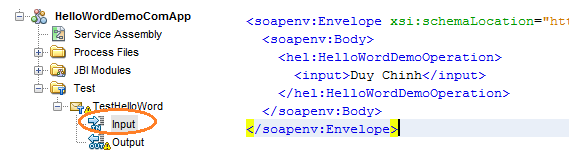 HelloWordDemoComApp
Service Assembly
Process Files
JBI Modules
Test
TestHelloWord
Input
Output
<soapenv:Envelope xsi:schemaLocation="htt
<soapenv:Body>
<hel:HelloWordDemoOperation>
<input>Duy Chinh</input>
</hel:HelloWordDemoOperation>
</soapenv:Body>
</soapenv:Envelope>